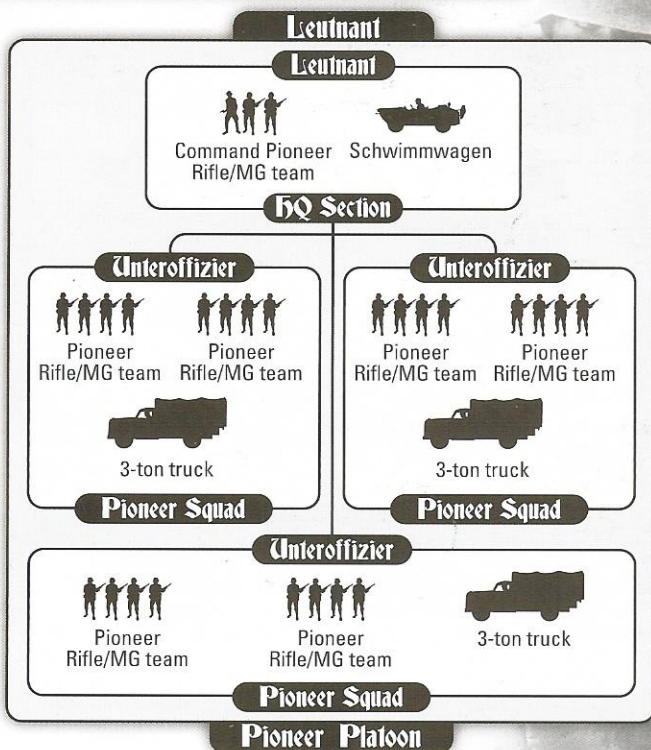 Leutnant
Leutnant
Command Pioneer
Rifle/MG team
Schwimmwagen
HQ Section
Unteroffizier
Pioneer
Rifle/MG team
Pioneer
Rifle/MG team
3-ton truck
Pioneer Squad
Unteroffizier
Pioneer
Rifle/MG team
Pioneer
Rifle/MG team
3-ton truck
Pioneer Squad
Unteroffizier
Pioneer
Rifle/MG team
Pioneer
Rifle/MG team
3-ton truck
Pioneer Squad
Pioneer Platoon